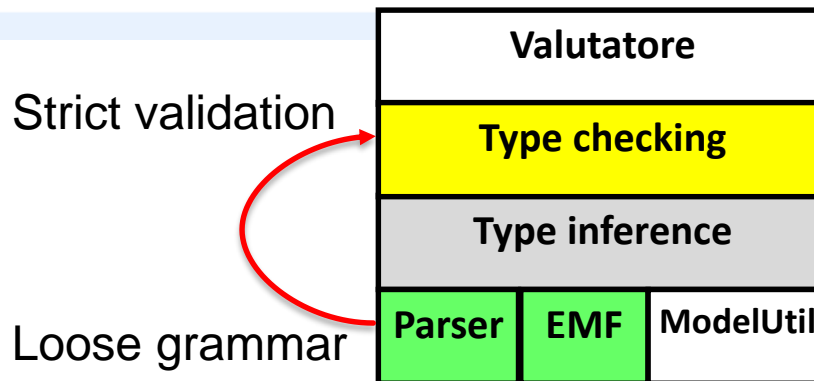 Valutatore
Strict validation
Type checking
Type inference
Parser EMF ModelUtil
Loose grammar